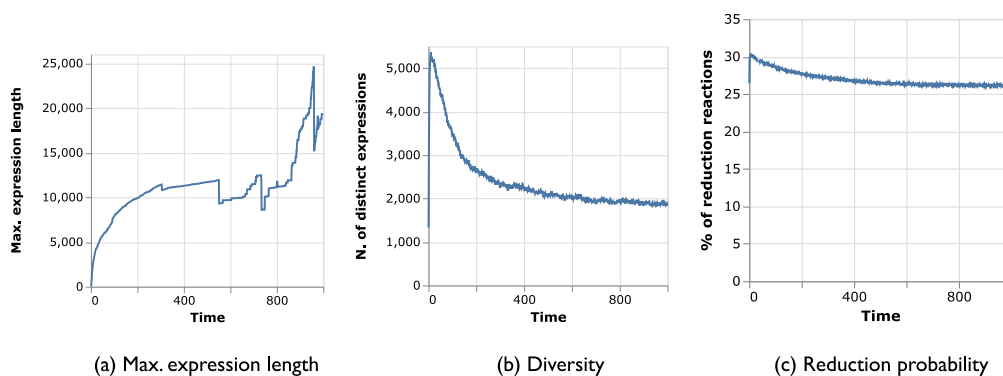 Max. expression length
25,000
20,000
15,000
10,000
5,000
0
0 400 800
Time
(a) Max. expression length
N. of distinct expressions
5,000
4,000
3,000
2,000
1,000
0
0 400 800
Time
(b) Diversity
% of reduction reactions
35
30
25
20
15
10
5
0
0 400 800
Time
(c) Reduction probability